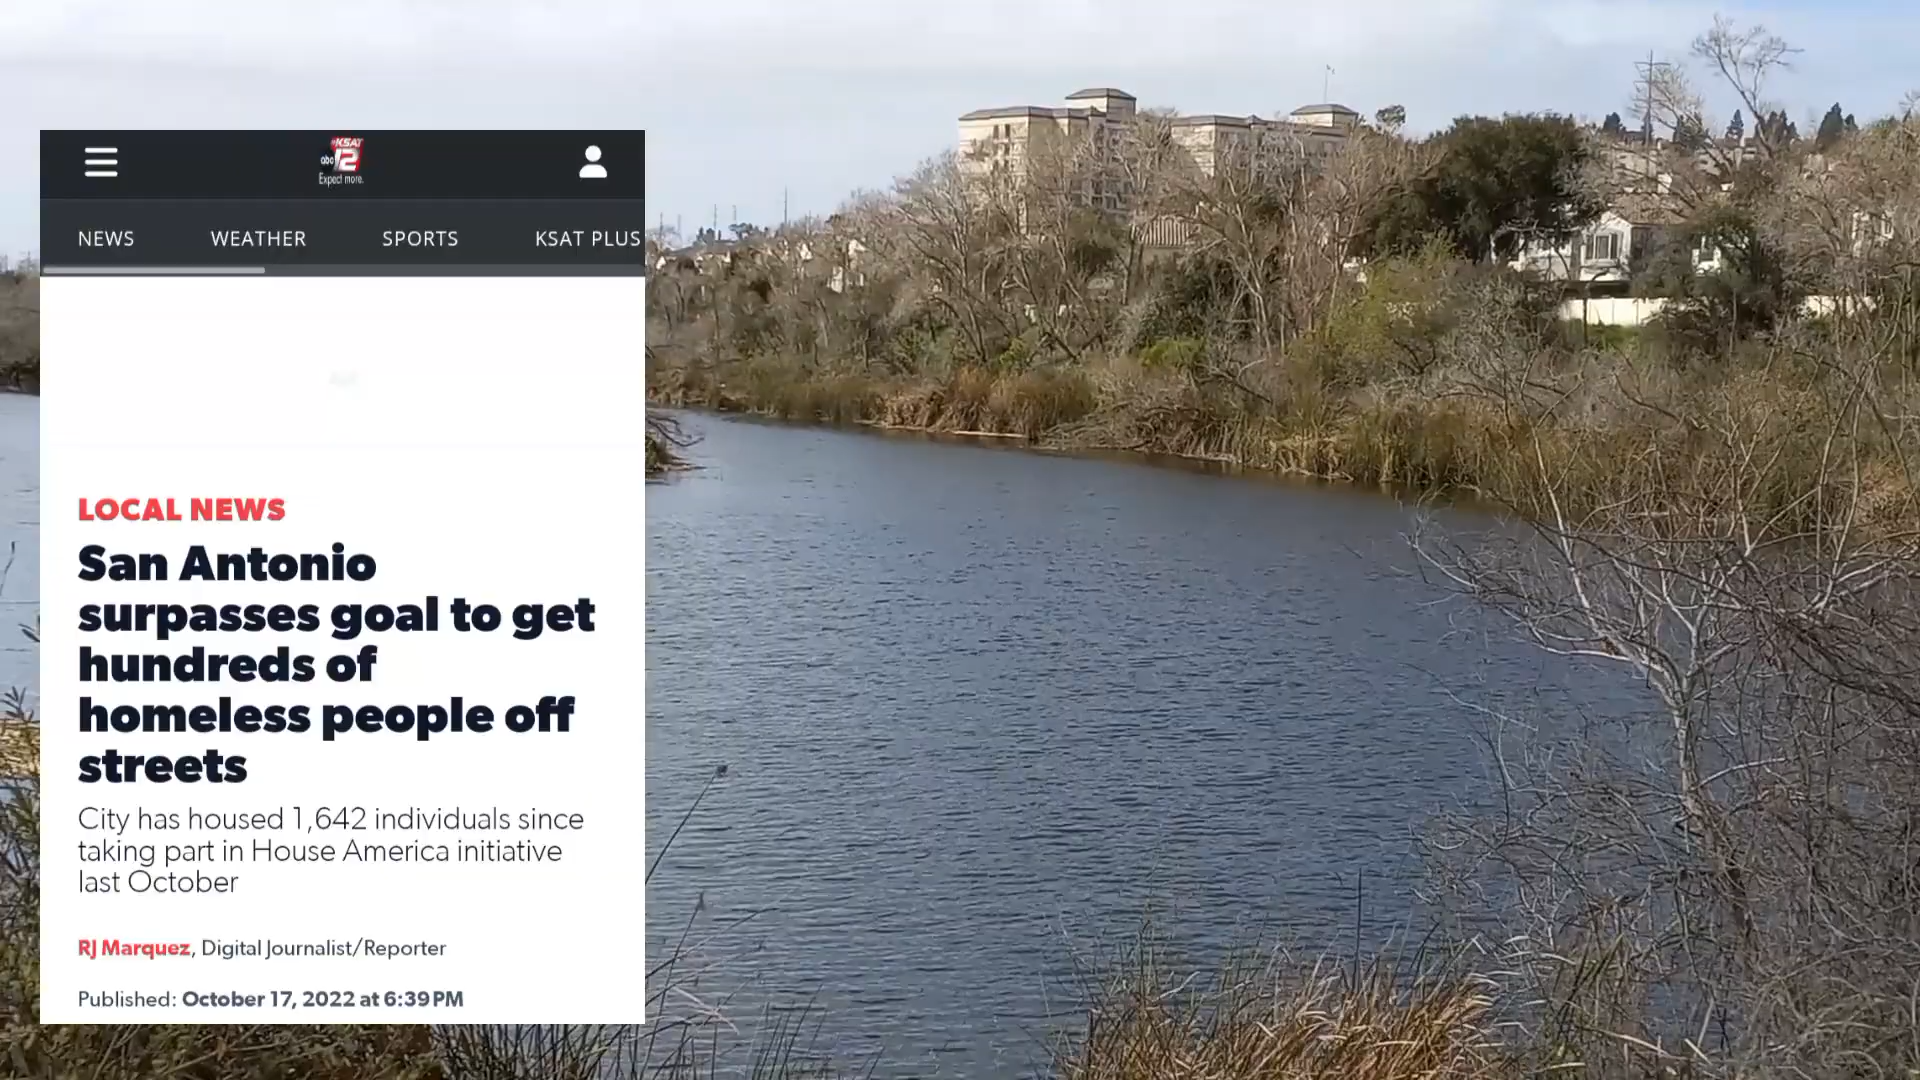 KSAT
abc 12
Expect more.
NEWS WEATHER SPORTS KSAT PLUS
LOCAL NEWS
San Antonio
surpasses goal to get
hundreds of
homeless people off
streets
City has housed 1,642 individuals since
taking part in House America initiative
last October
RJ Marquez, Digital Journalist/Reporter
Published: October 17, 2022 at 6:39 PM